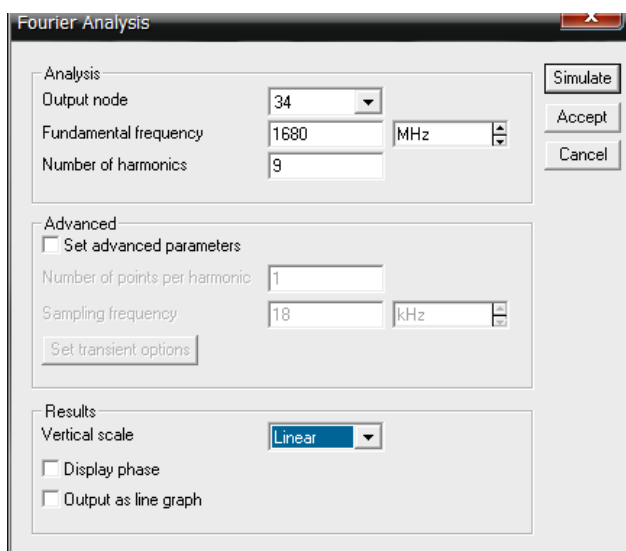 Fourier Analysis
Analysis
Output node 34
Fundamental frequency 1680 MHz
Number of harmonics 9
Simulate
Accept
Cancel
Advanced
Set advanced parameters
Number of points per harmonic 1
Sampling frequency 18 kHz
Set transient options
Results
Vertical scale Linear
Display phase
Output as line graph